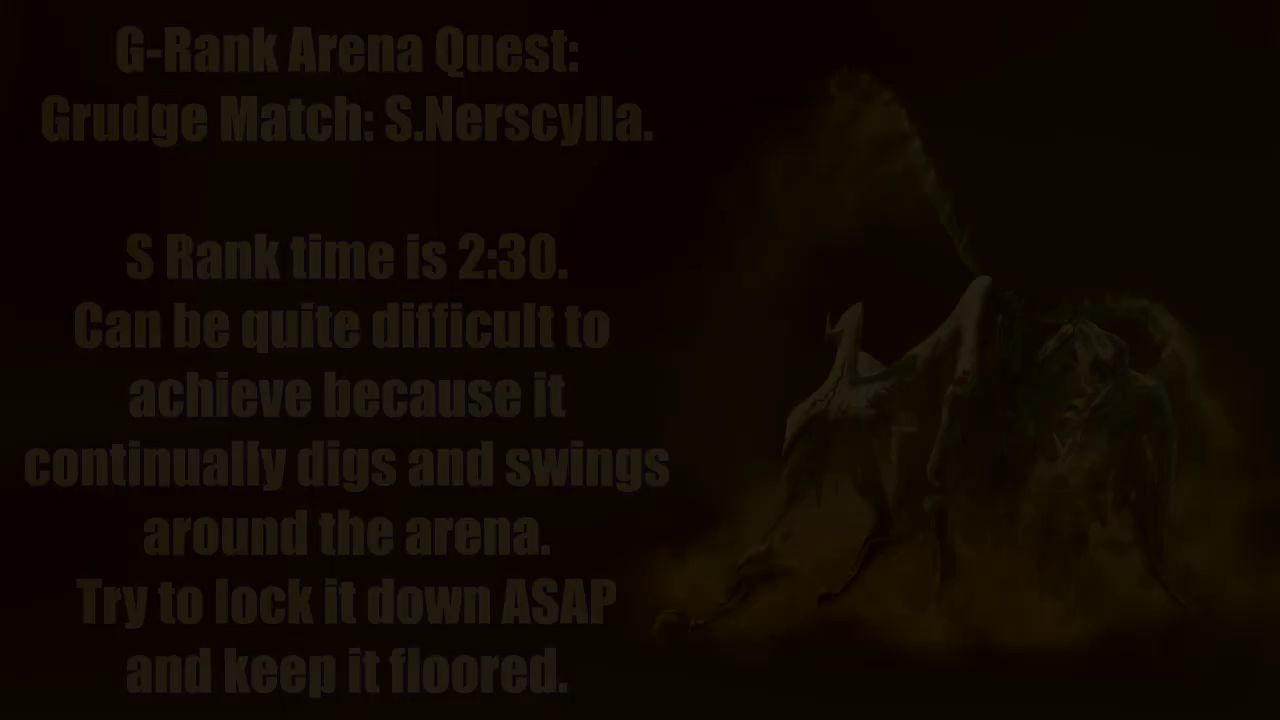 G-Rank Arena Quest:
Grudge Match: S.Nerscylla.
S Rank time is 2:30.
Can be quite difficult to
achieve because it
continually digs and swings
around the arena.
Try to lock it down ASAP
and keep it floored.